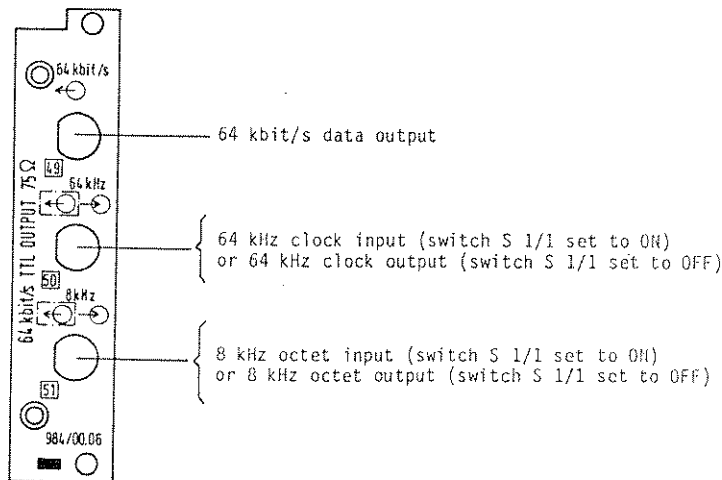 64 kbit/s
64 kbit/s data output
49
64 kHz
64 kHz clock input (switch S 1/1 set to ON)
or 64 kHz clock output (switch S 1/1 set to OFF)
64 kbit/s TTL OUTPUT 75 Ω
50
8kHz
8 kHz octet input (switch S 1/1 set to ON)
or 8 kHz octet output (switch S 1/1 set to OFF)
51
984/00.06